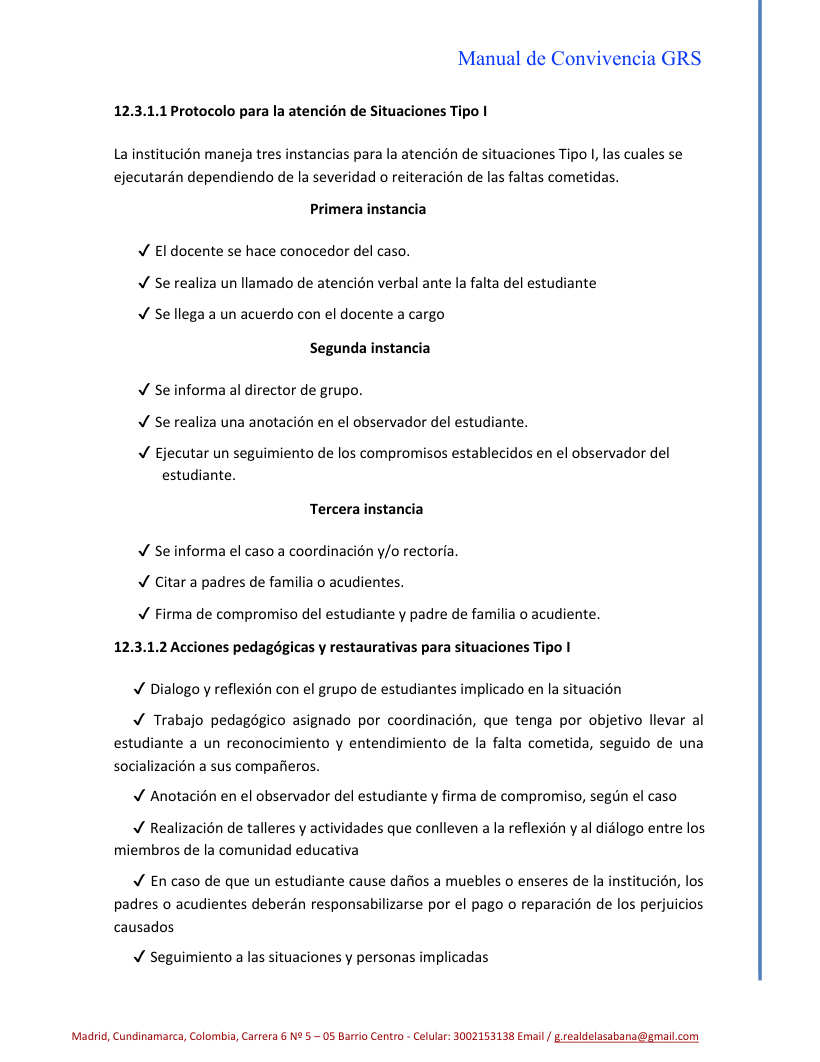 Manual de Convivencia GRS
12.3.1.1 Protocolo para la atención de Situaciones Tipo I
La institución maneja tres instancias para la atención de situaciones Tipo I, las cuales se
ejecutarán dependiendo de la severidad o reiteración de las faltas cometidas.
Primera instancia
✓ El docente se hace conocedor del caso.
✓ Se realiza un llamado de atención verbal ante la falta del estudiante
✓ Se llega a un acuerdo con el docente a cargo
Segunda instancia
✓ Se informa al director de grupo.
✓ Se realiza una anotación en el observador del estudiante.
✓ Ejecutar un seguimiento de los compromisos establecidos en el observador del
estudiante.
Tercera instancia
✓ Se informa el caso a coordinación y/o rectoría.
✓ Citar a padres de familia o acudientes.
✓ Firma de compromiso del estudiante y padre de familia o acudiente.
12.3.1.2 Acciones pedagógicas y restaurativas para situaciones Tipo I
✓ Dialogo y reflexión con el grupo de estudiantes implicado en la situación
✓ Trabajo pedagógico asignado por coordinación, que tenga por objetivo llevar al
estudiante a un reconocimiento y entendimiento de la falta cometida, seguido de una
socialización a sus compañeros.
✓ Anotación en el observador del estudiante y firma de compromiso, según el caso
✓ Realización de talleres y actividades que conlleven a la reflexión y al diálogo entre los
miembros de la comunidad educativa
✓ En caso de que un estudiante cause daños a muebles o enseres de la institución, los
padres o acudientes deberán responsabilizarse por el pago o reparación de los perjuicios
causados
✓ Seguimiento a las situaciones y personas implicadas
Madrid, Cundinamarca, Colombia, Carrera 6 Nº 5 – 05 Barrio Centro - Celular: 3002153138 Email / g.realdelasabana@gmail.com